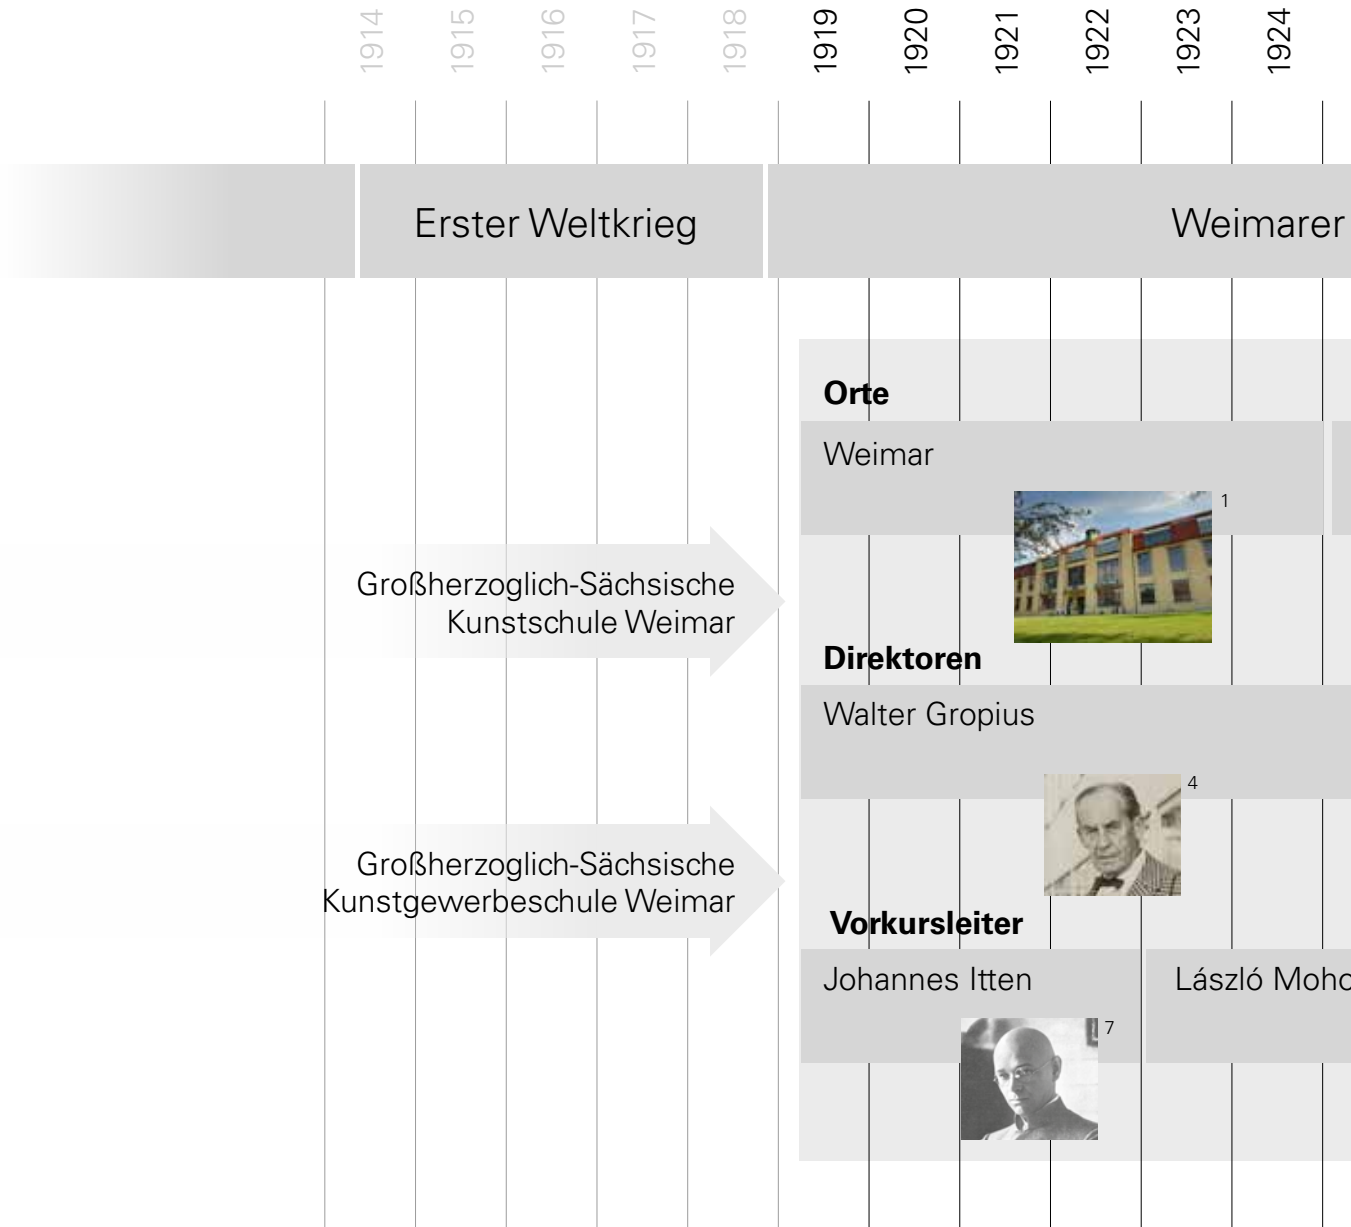 1914
1915
1916
1917
1918
1919
1920
1921
1922
1923
1924
Erster Weltkrieg
Weimarer
Orte
Weimar
1
Großherzoglich-Sächsische
Kunstschule Weimar
Direktoren
Walter Gropius
4
Großherzoglich-Sächsische
Kunstgewerbeschule Weimar
Vorkursleiter
Johannes Itten
László Moho
7